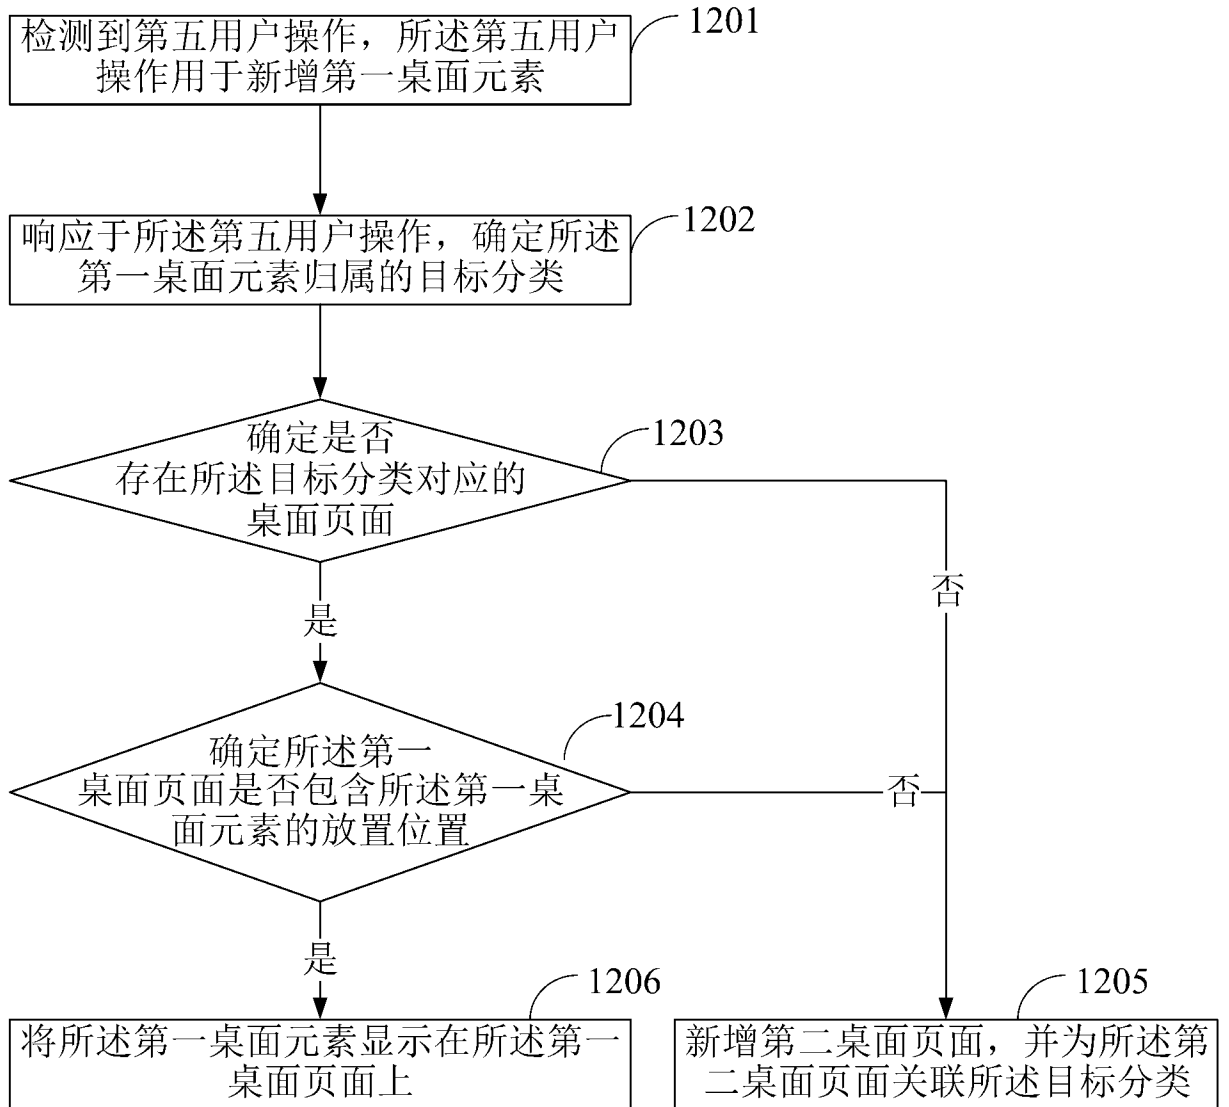 检测到第五用户操作，所述第五用户
操作用于新增第一桌面元素
1201
响应于所述第五用户操作，确定所述
第一桌面元素归属的目标分类
1202
确定是否
存在所述目标分类对应的
桌面页面
1203
否
是
确定所述第一
桌面页面是否包含所述第一桌
面元素的放置位置
1204
否
是
将所述第一桌面元素显示在所述第一
桌面页面上
1206
新增第二桌面页面，并为所述第
二桌面页面关联所述目标分类
1205